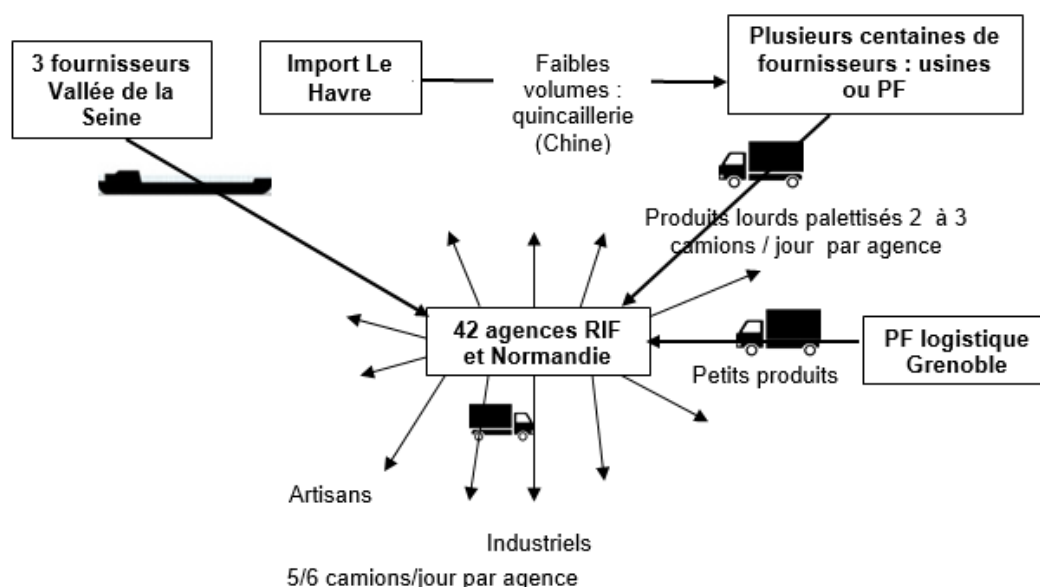 3 fournisseurs
Vallée de la
Seine
Import Le
Havre
Faibles
volumes :
quincaillerie
(Chine)
Plusieurs centaines de
fournisseurs : usines
ou PF
Produits lourds palettisés 2 à 3
camions / jour par agence
42 agences RIF
et Normandie
PF logistique
Grenoble
Petits produits
Artisans
Industriels
5/6 camions/jour par agence